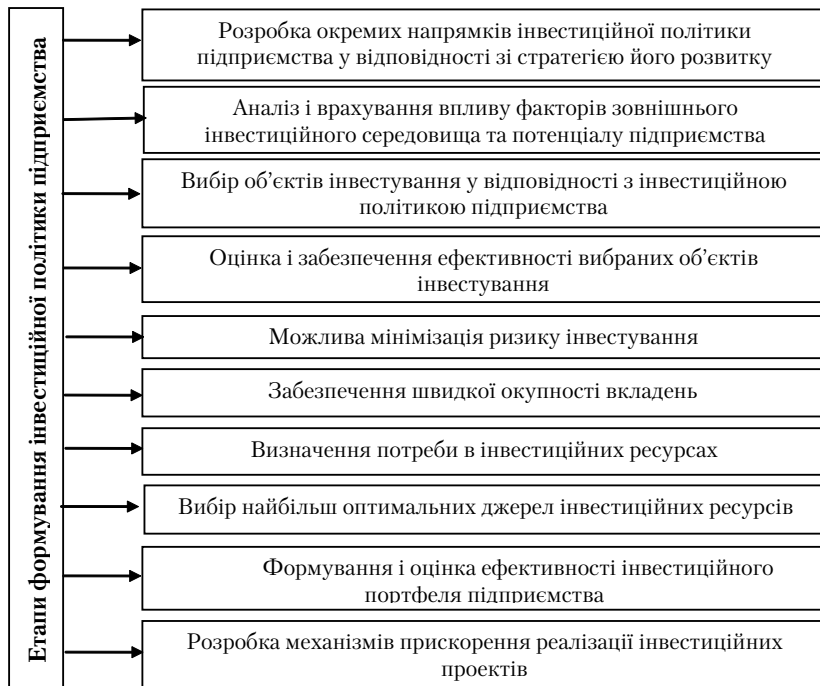 Етапи формування інвестиційної політики підприємства
Розробка окремих напрямків інвестиційної політики
підприємства у відповідності зі стратегією його розвитку
Аналіз і врахування впливу факторів зовнішнього
інвестиційного середовища та потенціалу підприємства
Вибір об’єктів інвестування у відповідності з інвестиційною
політикою підприємства
Оцінка і забезпечення ефективності вибраних об’єктів
інвестування
Можлива мінімізація ризику інвестування
Забезпечення швидкої окупності вкладень
Визначення потреби в інвестиційних ресурсах
Вибір найбільш оптимальних джерел інвестиційних ресурсів
Формування і оцінка ефективності інвестиційного
портфеля підприємства
Розробка механізмів прискорення реалізації інвестиційних
проектів